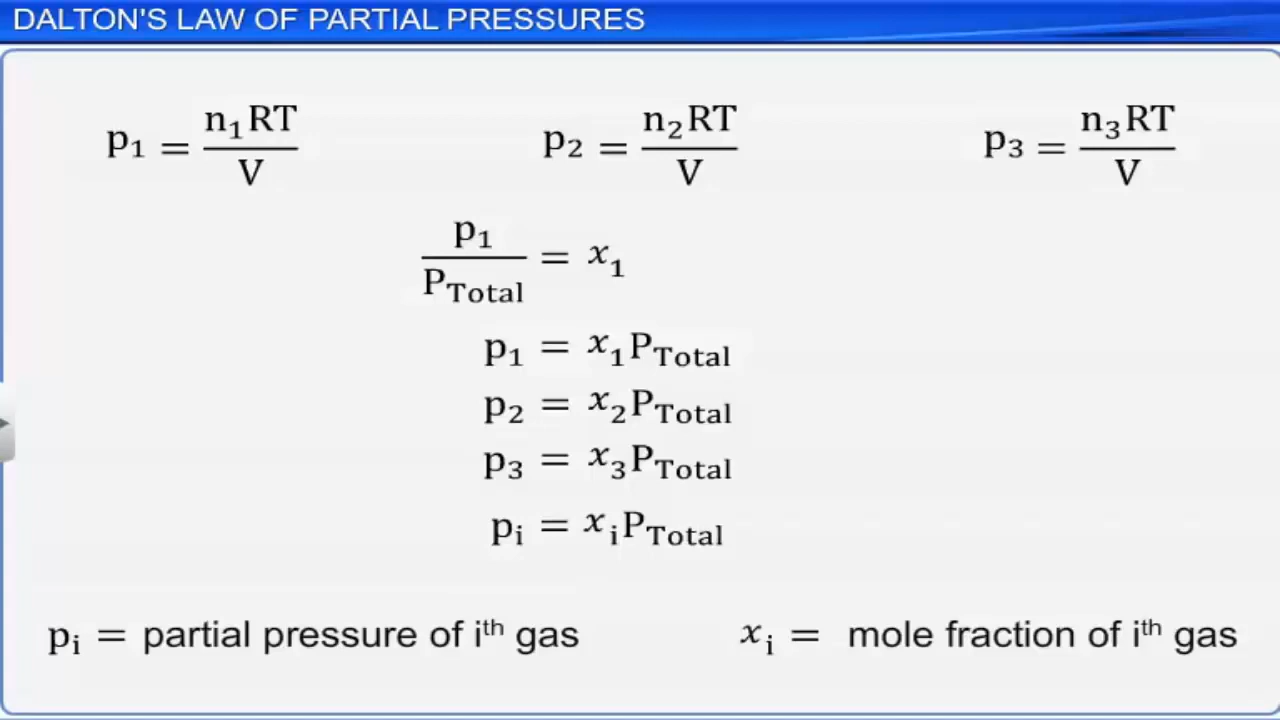 DALTON'S LAW OF PARTIAL PRESSURES
p₁ = n₁RT/V p₂ = n₂RT/V p₃ = n₃RT/V
p₁/P_Total = x₁
p₁ = x₁P_Total
p₂ = x₂P_Total
p₃ = x₃P_Total
pᵢ = xᵢP_Total
pᵢ = partial pressure of iᵗʰ gas xᵢ = mole fraction of iᵗʰ gas